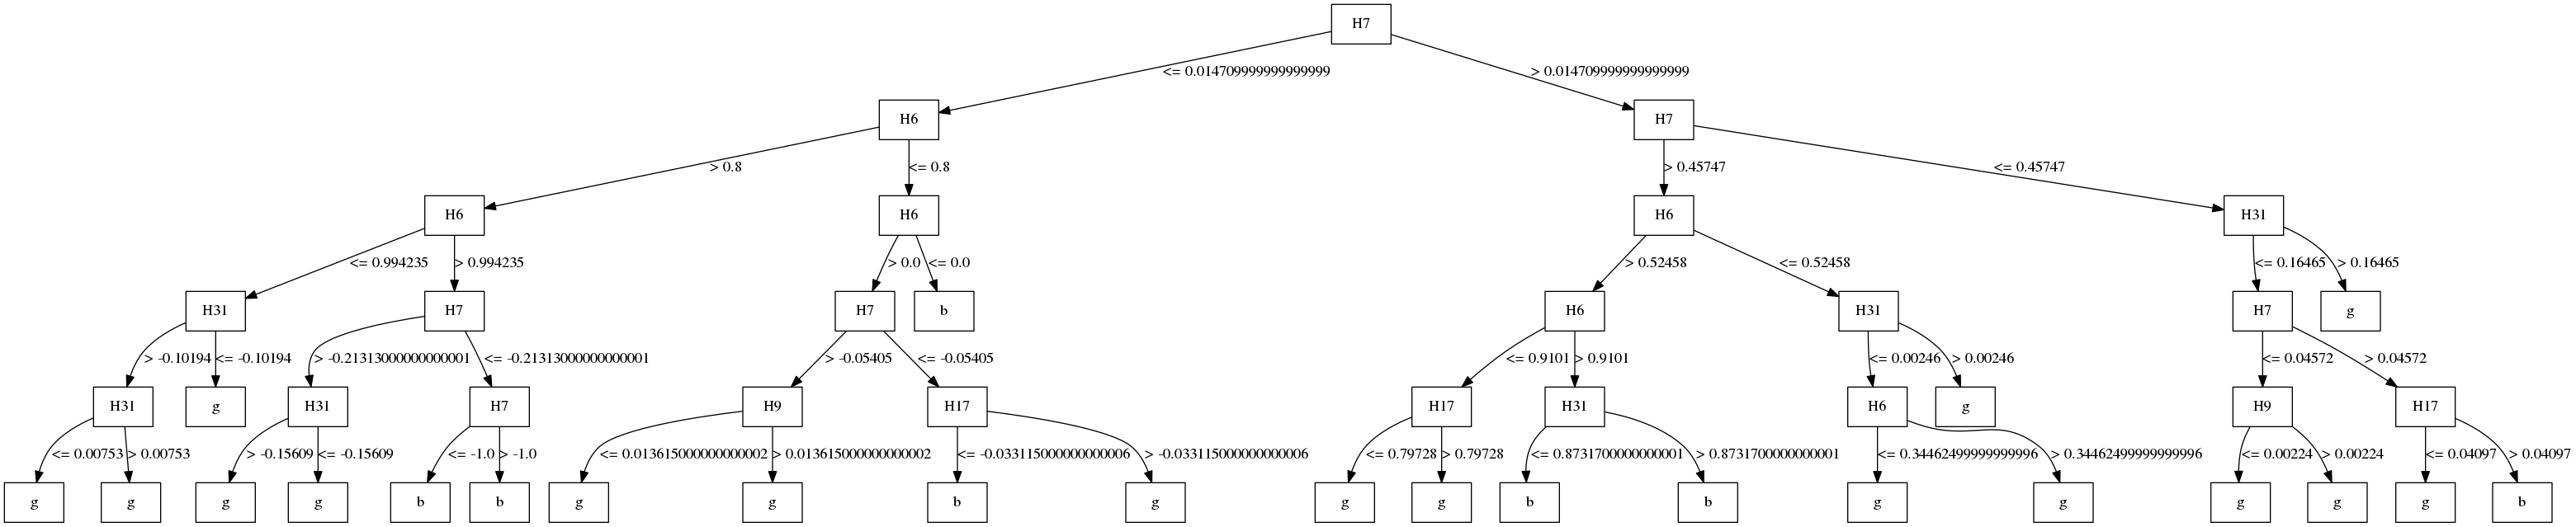 H7
<= 0.014709999999999999 > 0.014709999999999999
H6 H7
> 0.8 <= 0.8 > 0.45747 <= 0.45747
H6 H6 H6 H31
<= 0.994235 > 0.994235 > 0.0 <= 0.0 > 0.52458 <= 0.52458 <= 0.16465 > 0.16465
H31 H7 H7 b H6 H31 H7 g
> -0.10194 <= -0.10194 > -0.21313000000000001 <= -0.21313000000000001 > -0.05405 <= -0.05405 <= 0.9101 > 0.9101 <= 0.00246 > 0.00246 <= 0.04572 > 0.04572
H31 g H31 H7 H9 H17 H17 H31 H6 g H9 H17
<= 0.00753 > 0.00753 > -0.15609 <= -0.15609 <= -1.0 > -1.0 <= 0.013615000000000002 > 0.013615000000000002 <= -0.033115000000000006 > -0.033115000000000006 <= 0.79728 > 0.79728 <= 0.8731700000000001 > 0.8731700000000001 <= 0.34462499999999996 > 0.34462499999999996 <= 0.00224 > 0.00224 <= 0.04097 > 0.04097
g g g g b b g g b g g g b b g g g g g b